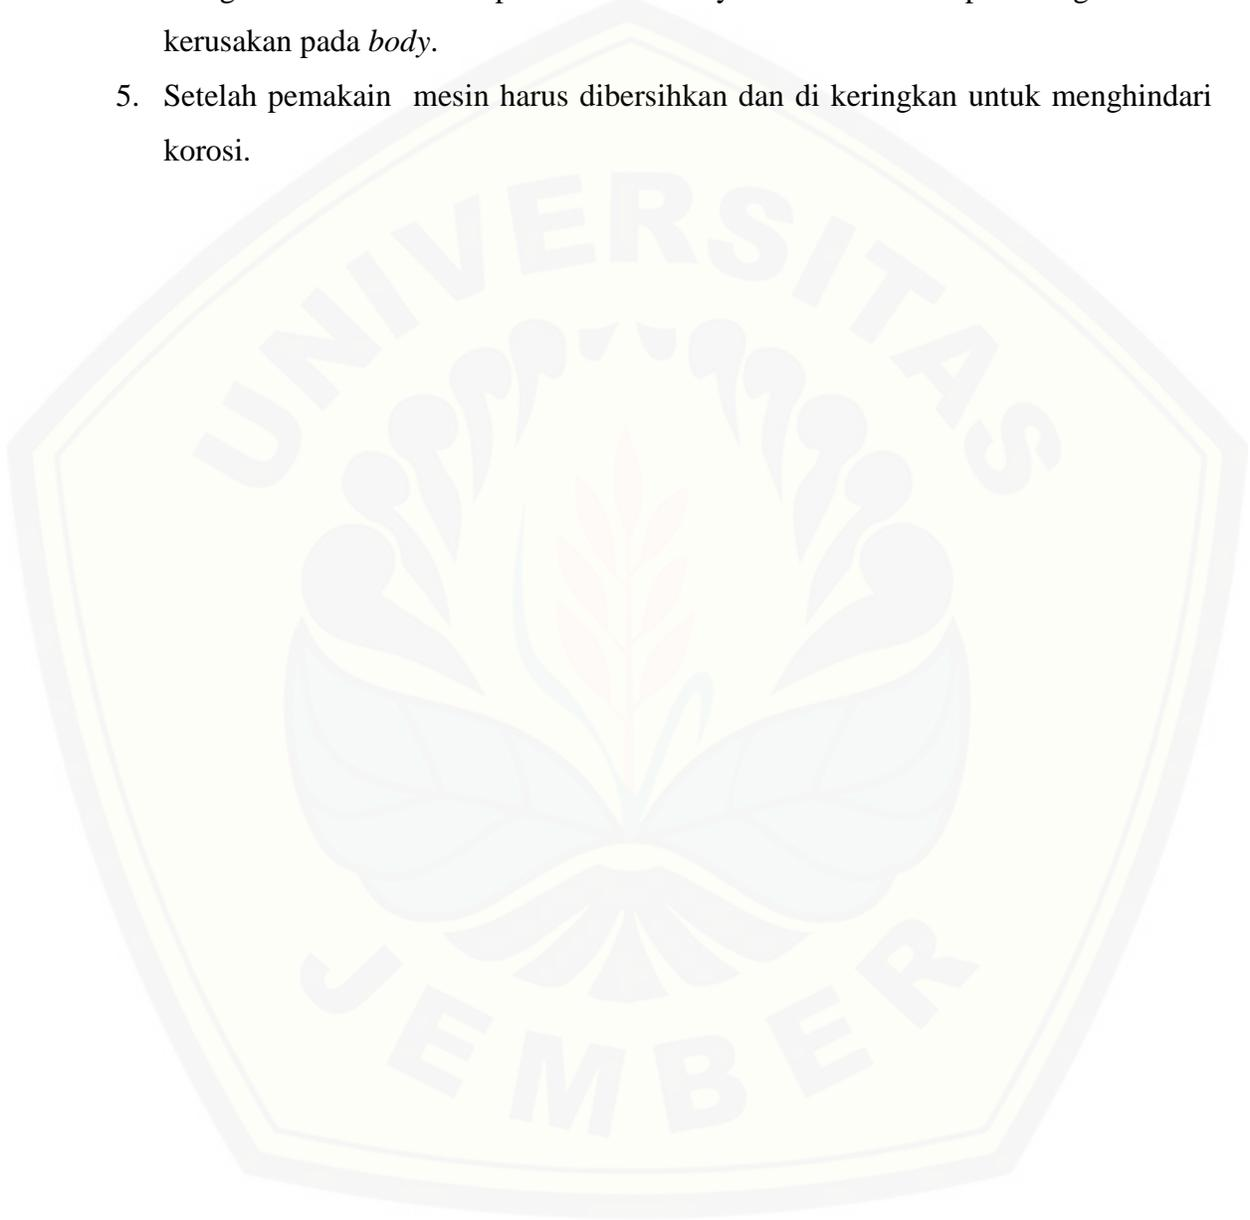 kerusakan pada body.
5. Setelah pemakain mesin harus dibersihkan dan di keringkan untuk menghindari
korosi.
UNIVERSITAS
JEMBER